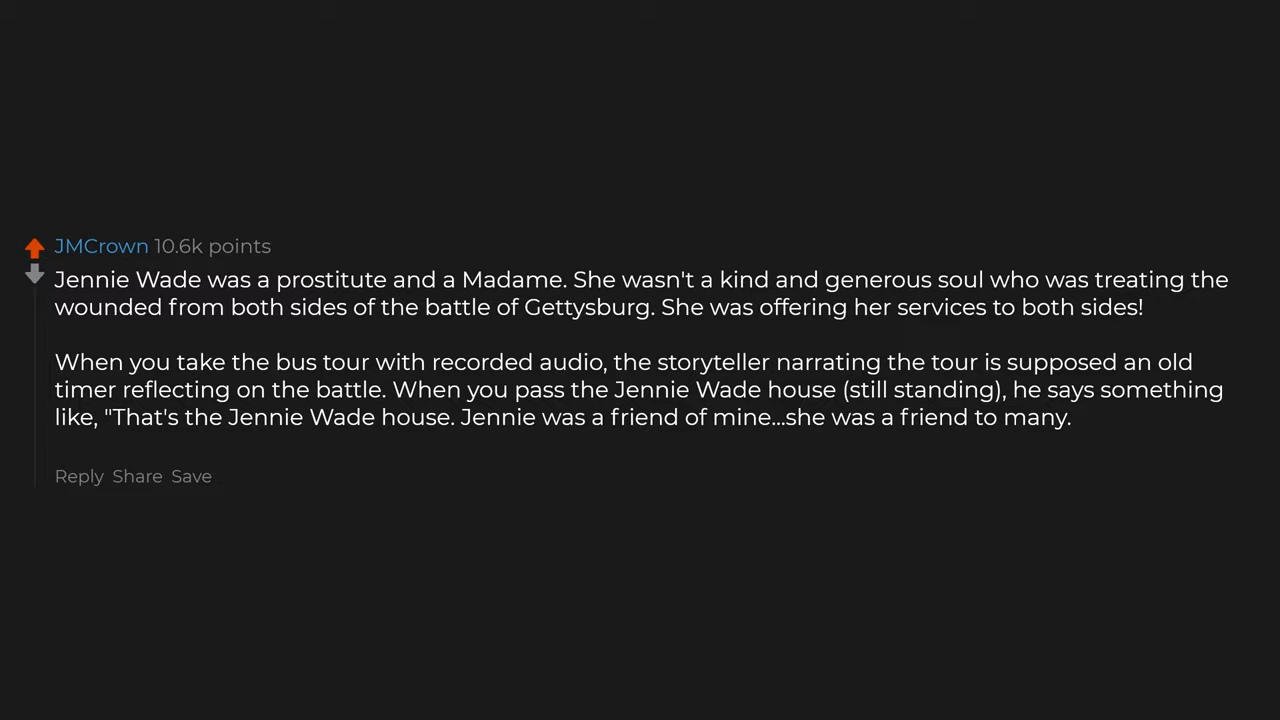 JMCrown 10.6k points
Jennie Wade was a prostitute and a Madame. She wasn't a kind and generous soul who was treating the
wounded from both sides of the battle of Gettysburg. She was offering her services to both sides!
When you take the bus tour with recorded audio, the storyteller narrating the tour is supposed an old
timer reflecting on the battle. When you pass the Jennie Wade house (still standing), he says something
like, "That's the Jennie Wade house. Jennie was a friend of mine...she was a friend to many.
Reply Share Save